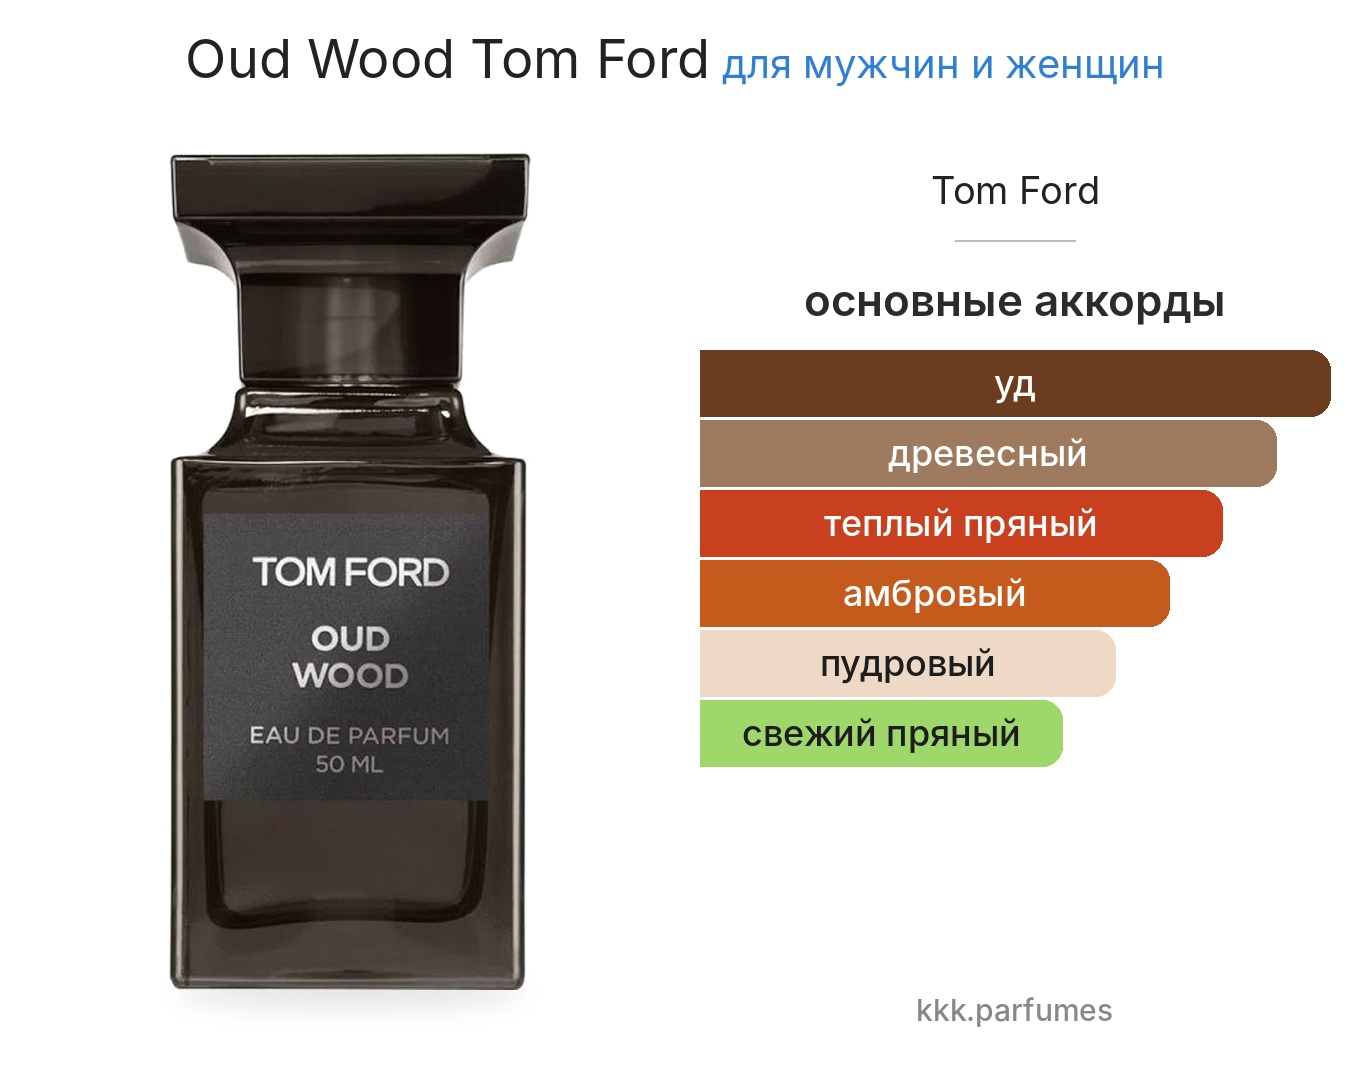 Oud Wood Tom Ford для мужчин и женщин
TOM FORD
OUD
WOOD
EAU DE PARFUM
50 ML
Tom Ford
основные аккорды
уд
древесный
теплый пряный
амбровый
пудровый
свежий пряный
kkk.parfumes